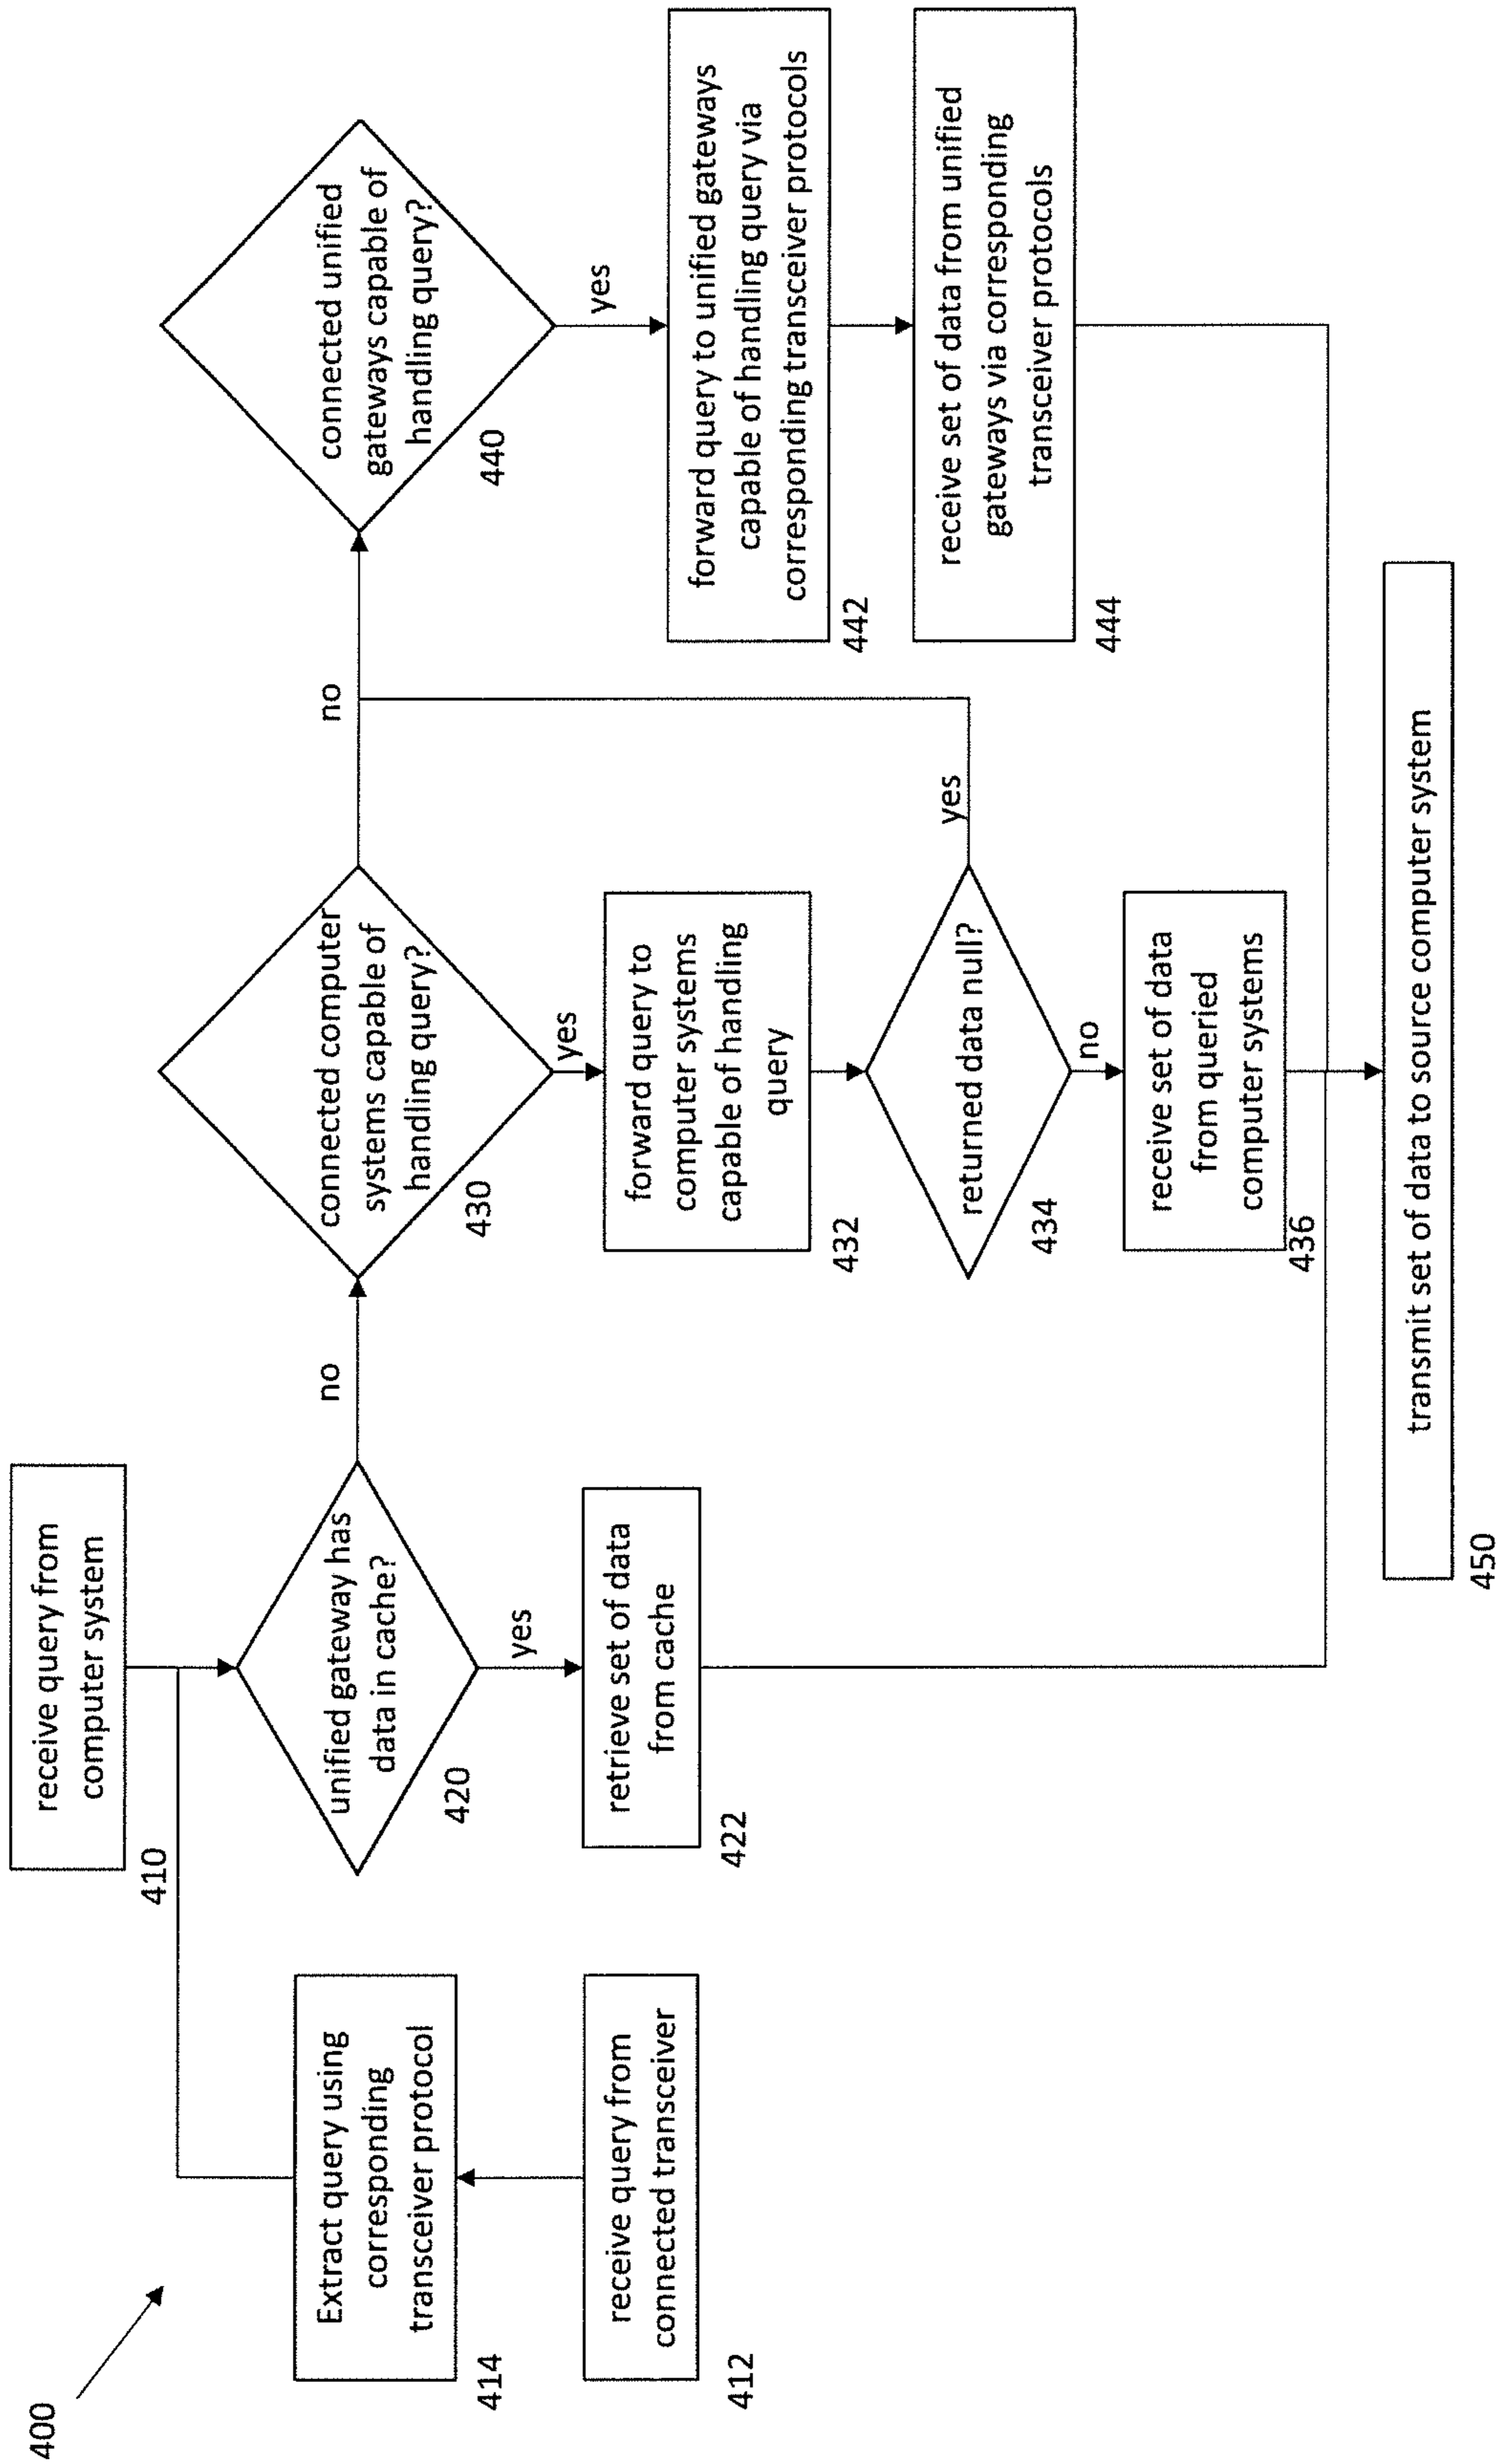 400
receive query from
computer system
410
Extract query using
corresponding
transceiver protocol
414
receive query from
connected transceiver
412
unified gateway has
data in cache?
420
no
yes
retrieve set of data
from cache
422
connected computer
systems capable of
handling query?
430
no
yes
forward query to
computer systems
capable of handling
query
432
returned data null?
434
yes
no
receive set of data
from queried
computer systems
436
connected unified
gateways capable of
handling query?
440
yes
forward query to unified gateways
capable of handling query via
corresponding transceiver protocols
442
receive set of data from unified
gateways via corresponding
transceiver protocols
444
transmit set of data to source computer system
450